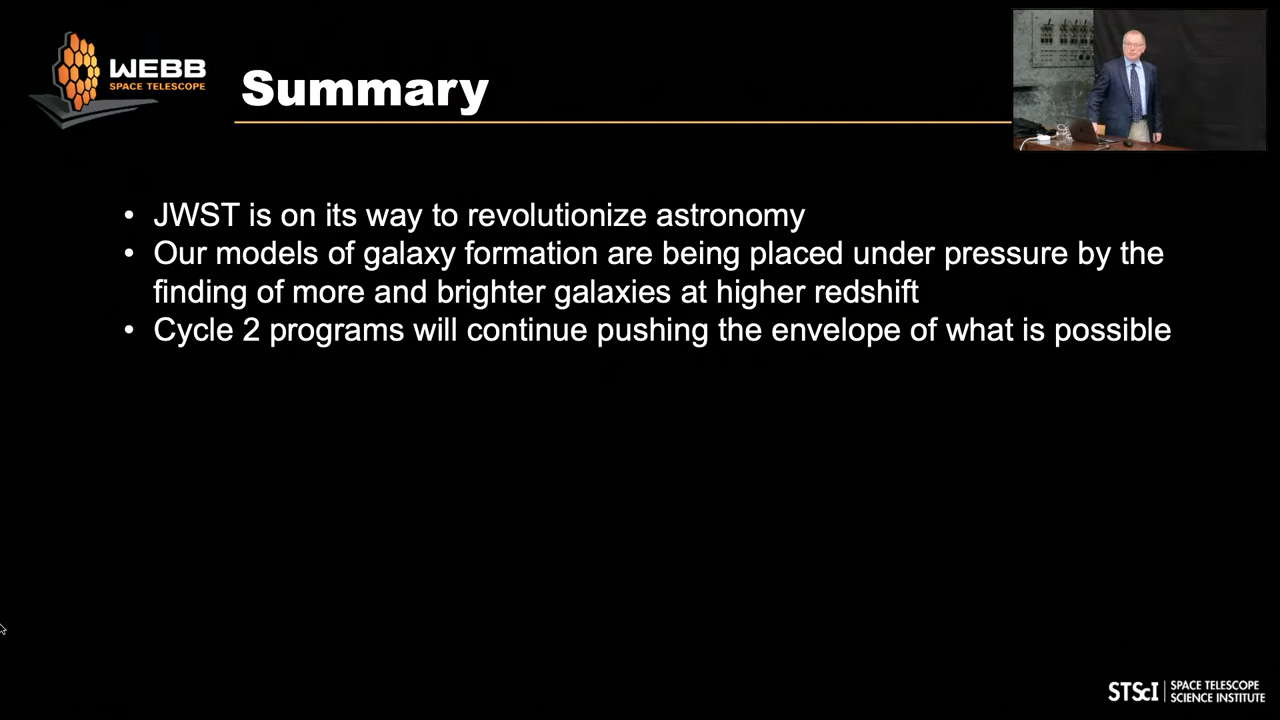 WEBB
SPACE TELESCOPE
Summary
• JWST is on its way to revolutionize astronomy
• Our models of galaxy formation are being placed under pressure by the
finding of more and brighter galaxies at higher redshift
• Cycle 2 programs will continue pushing the envelope of what is possible
STScI | SPACE TELESCOPE
SCIENCE INSTITUTE